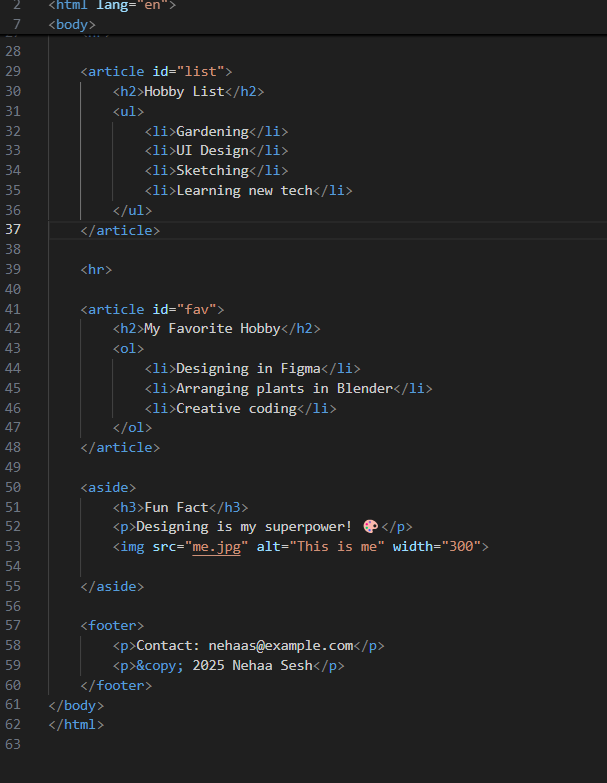 2 <html lang="en">
7 <body>
28
29     <article id="list">
30         <h2>Hobby List</h2>
31         <ul>
32             <li>Gardening</li>
33             <li>UI Design</li>
34             <li>Sketching</li>
35             <li>Learning new tech</li>
36         </ul>
37     </article>
38
39     <hr>
40
41     <article id="fav">
42         <h2>My Favorite Hobby</h2>
43         <ol>
44             <li>Designing in Figma</li>
45             <li>Arranging plants in Blender</li>
46             <li>Creative coding</li>
47         </ol>
48     </article>
49
50     <aside>
51         <h3>Fun Fact</h3>
52         <p>Designing is my superpower! 🎨</p>
53         <img src="me.jpg" alt="This is me" width="300">
54
55     </aside>
56
57     <footer>
58         <p>Contact: nehaas@example.com</p>
59         <p>&copy; 2025 Nehaa Sesh</p>
60     </footer>
61 </body>
62 </html>
63